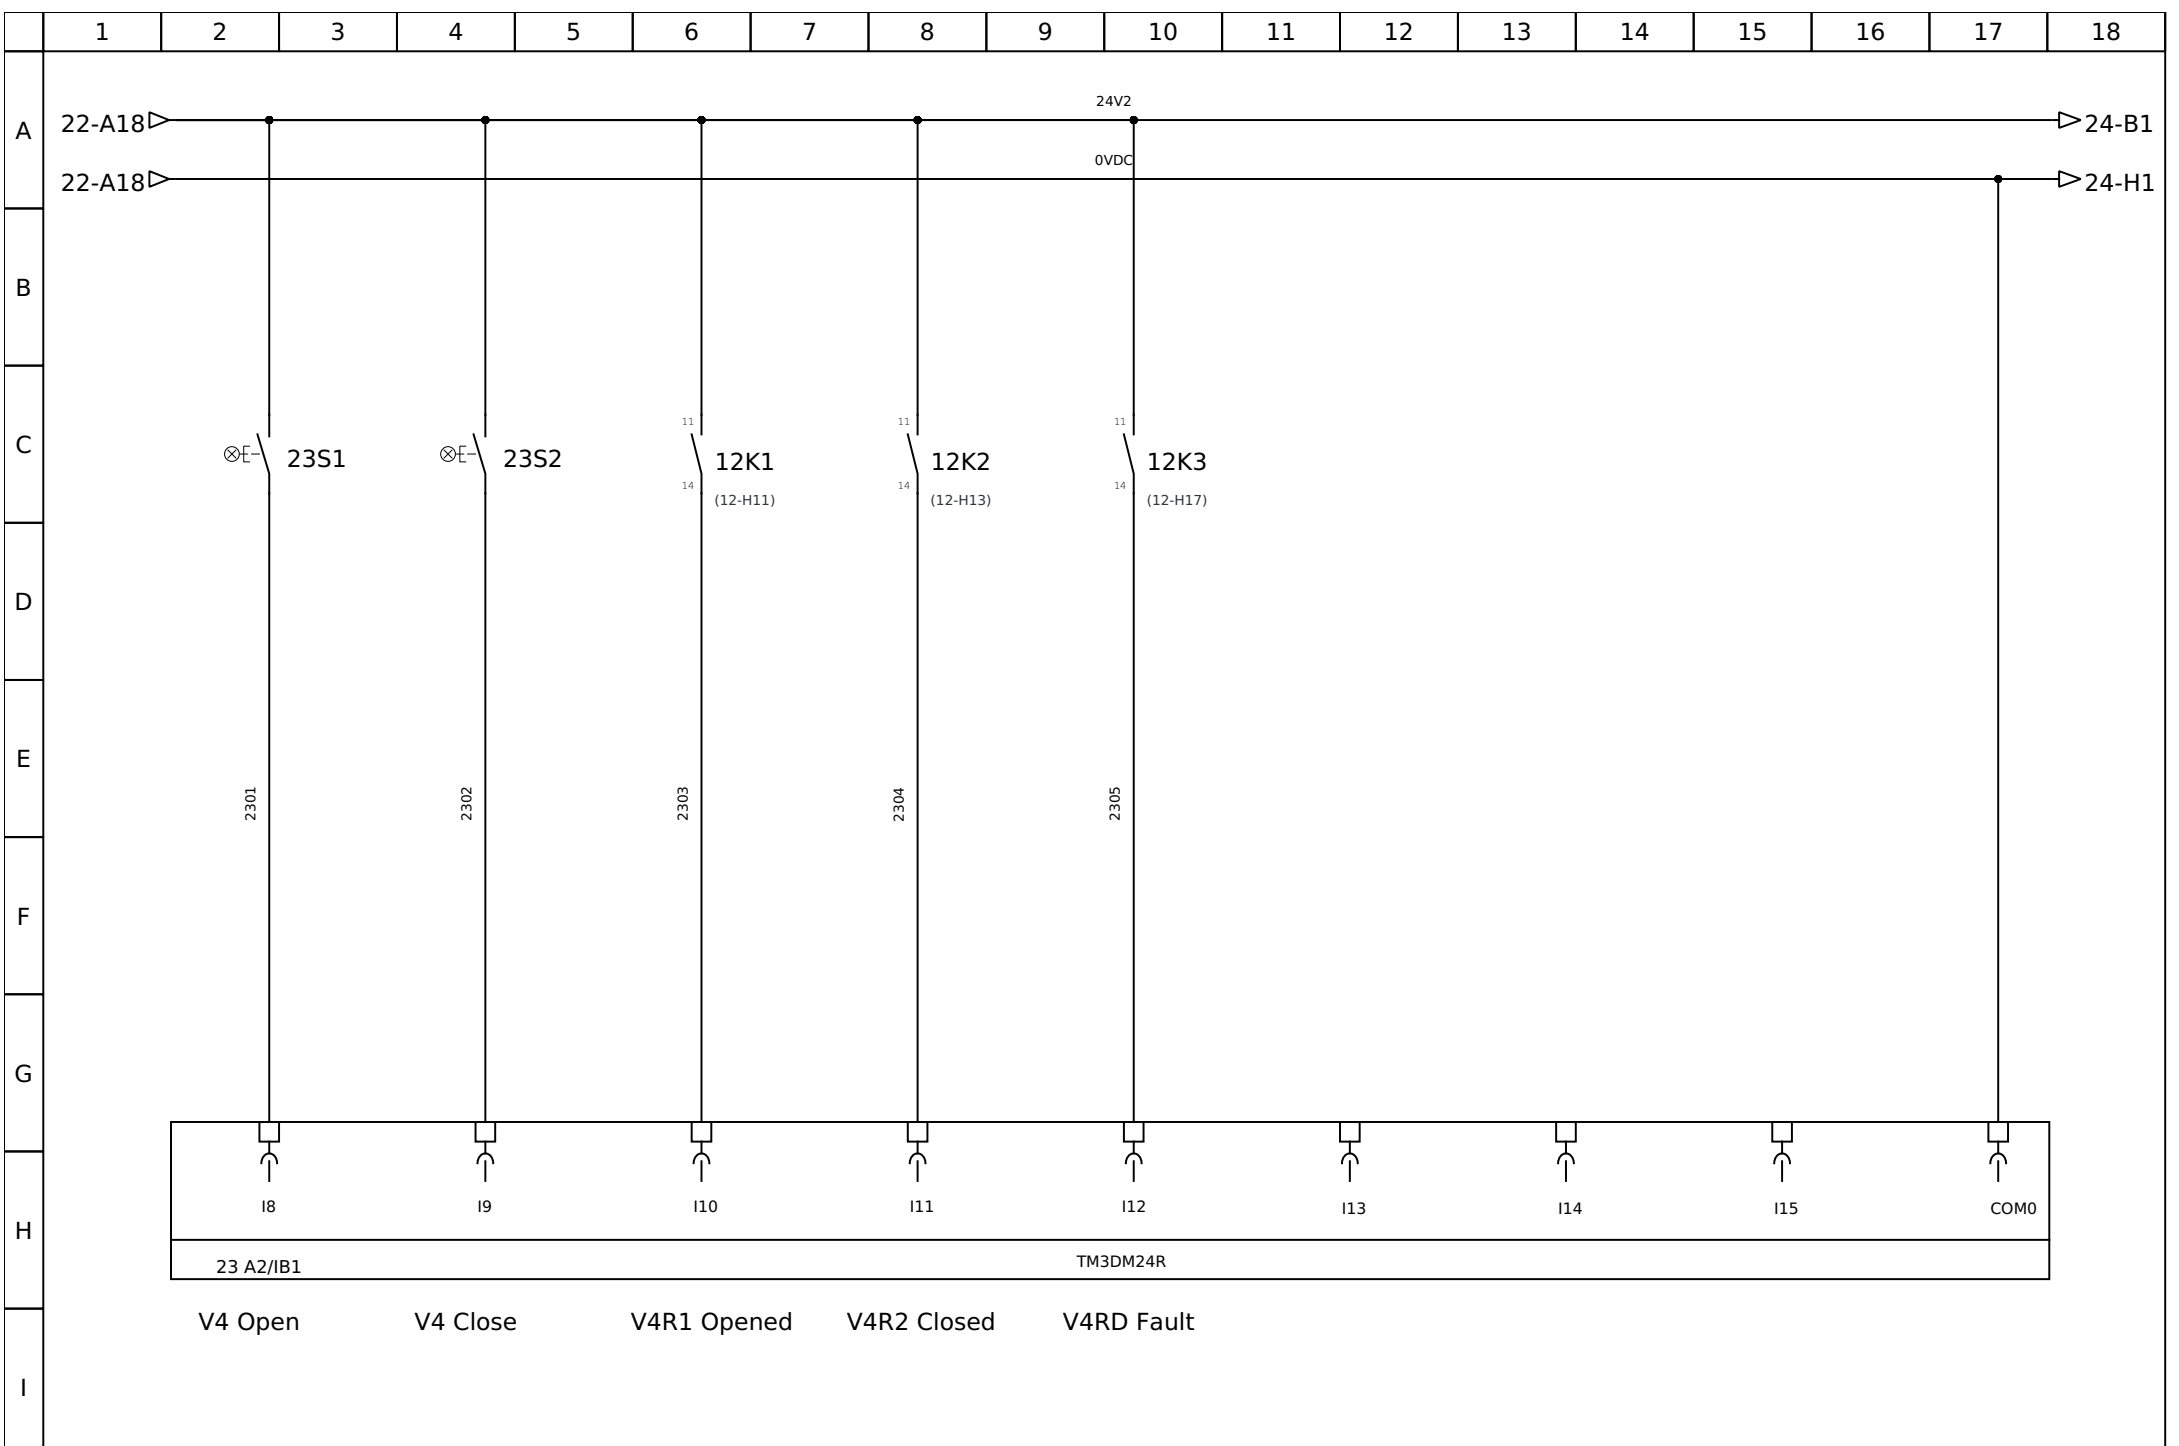 1 2 3 4 5 6 7 8 9 10 11 12 13 14 15 16 17 18
A
24V2
22-A18 24-B1
0VDC
22-A18 24-H1
B
C
11 11 11
23S1 23S2 12K1 12K2 12K3
14 14 14
(12-H11) (12-H13) (12-H17)
D
E
2301 2302 2303 2304 2305
F
G
H
I8 I9 I10 I11 I12 I13 I14 I15 COM0
23 A2/IB1 TM3DM24R
V4 Open V4 Close V4R1 Opened V4R2 Closed V4RD Fault
I